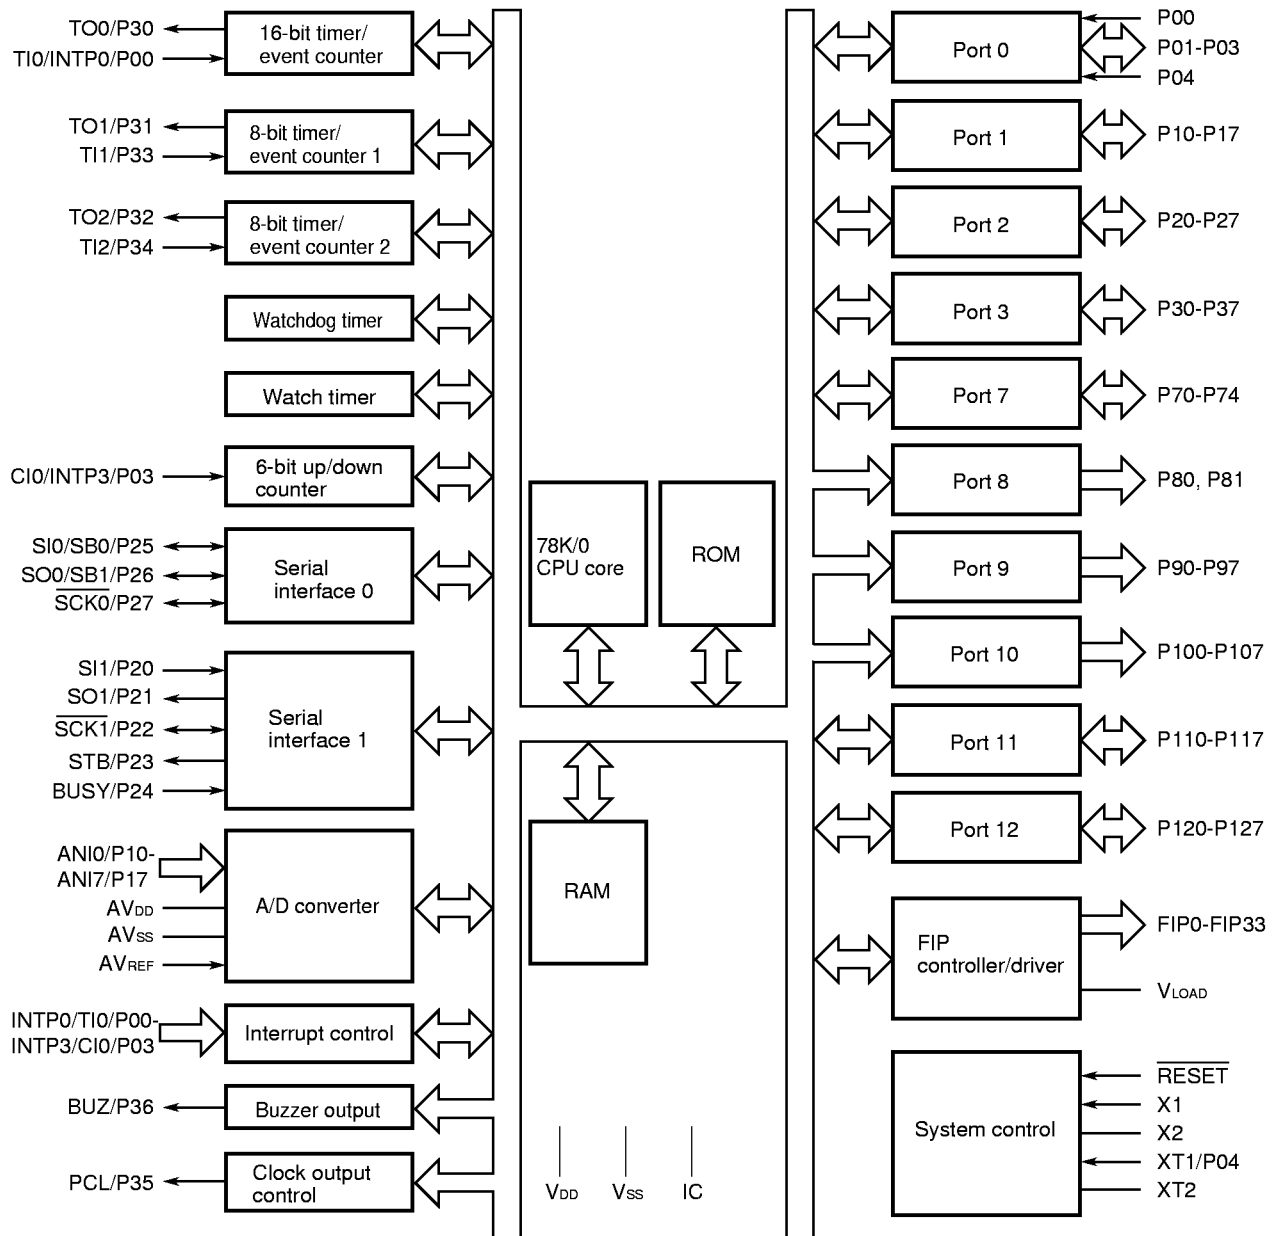 TO0/P30
TI0/INTP0/P00
16-bit timer/
event counter
TO1/P31
TI1/P33
8-bit timer/
event counter 1
TO2/P32
TI2/P34
8-bit timer/
event counter 2
Watchdog timer
Watch timer
CI0/INTP3/P03
6-bit up/down
counter
SI0/SB0/P25
SO0/SB1/P26
SCK0/P27
Serial
interface 0
SI1/P20
SO1/P21
SCK1/P22
STB/P23
BUSY/P24
Serial
interface 1
ANI0/P10-
ANI7/P17
AVDD
AVSS
AVREF
A/D converter
INTP0/TI0/P00-
INTP3/CI0/P03
Interrupt control
BUZ/P36
Buzzer output
PCL/P35
Clock output
control
78K/0
CPU core
ROM
RAM
VDD
VSS
IC
Port 0
P00
P01-P03
P04
Port 1
P10-P17
Port 2
P20-P27
Port 3
P30-P37
Port 7
P70-P74
Port 8
P80, P81
Port 9
P90-P97
Port 10
P100-P107
Port 11
P110-P117
Port 12
P120-P127
FIP
controller/driver
FIP0-FIP33
VLOAD
System control
RESET
X1
X2
XT1/P04
XT2